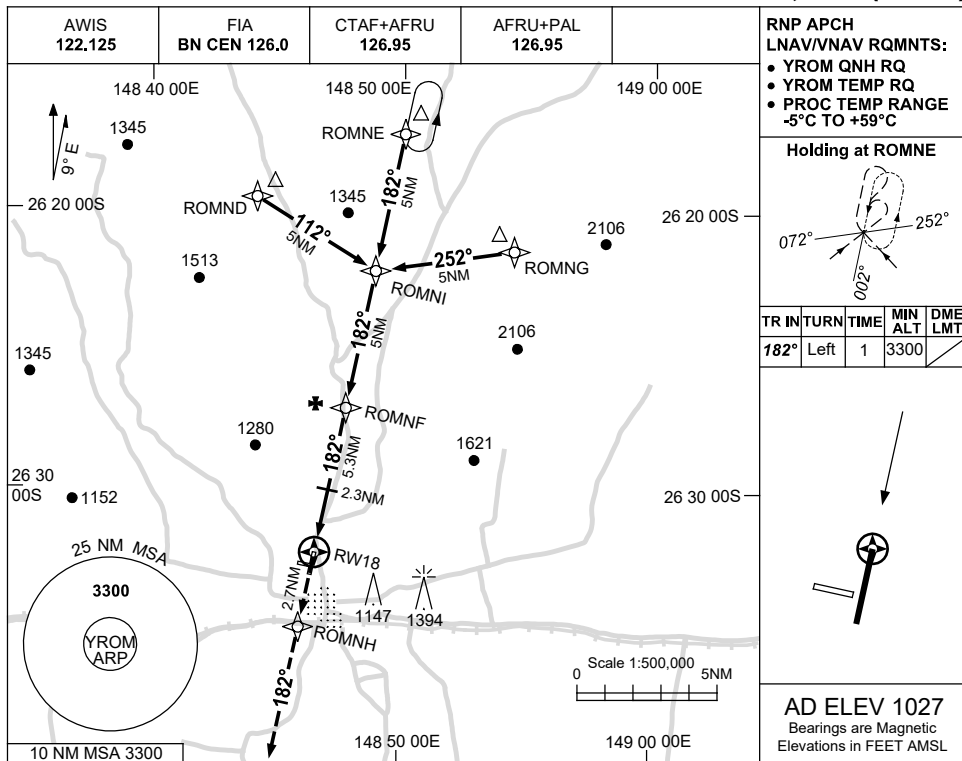 AWIS
122.125
FIA
BN CEN 126.0
CTAF+AFRU
126.95
AFRU+PAL
126.95
RNP APCH
LNAV/VNAV RQMNTS:
● YROM QNH RQ
● YROM TEMP RQ
● PROC TEMP RANGE
-5°C TO +59°C
148 40 00E
148 50 00E
149 00 00E
9° E
1345
ROMNE
182°
5NM
26 20 00S
ROMND
1345
112°
5NM
2106
26 20 00S
252°
5NM
ROMNG
1513
ROMNI
182°
5NM
2106
1345
ROMNF
1280
182°
5.3NM
1621
26 30
00S
1152
2.3NM
26 30 00S
25 NM MSA
3300
YROM
ARP
10 NM MSA 3300
RW18
2.7NM
1147
1394
ROMNH
182°
Scale 1:500,000
0
5NM
148 50 00E
149 00 00E
Holding at ROMNE
072°
252°
002°
TR IN
TURN
TIME
MIN
ALT
DME
LMT
182°
Left
1
3300
AD ELEV 1027
Bearings are Magnetic
Elevations in FEET AMSL